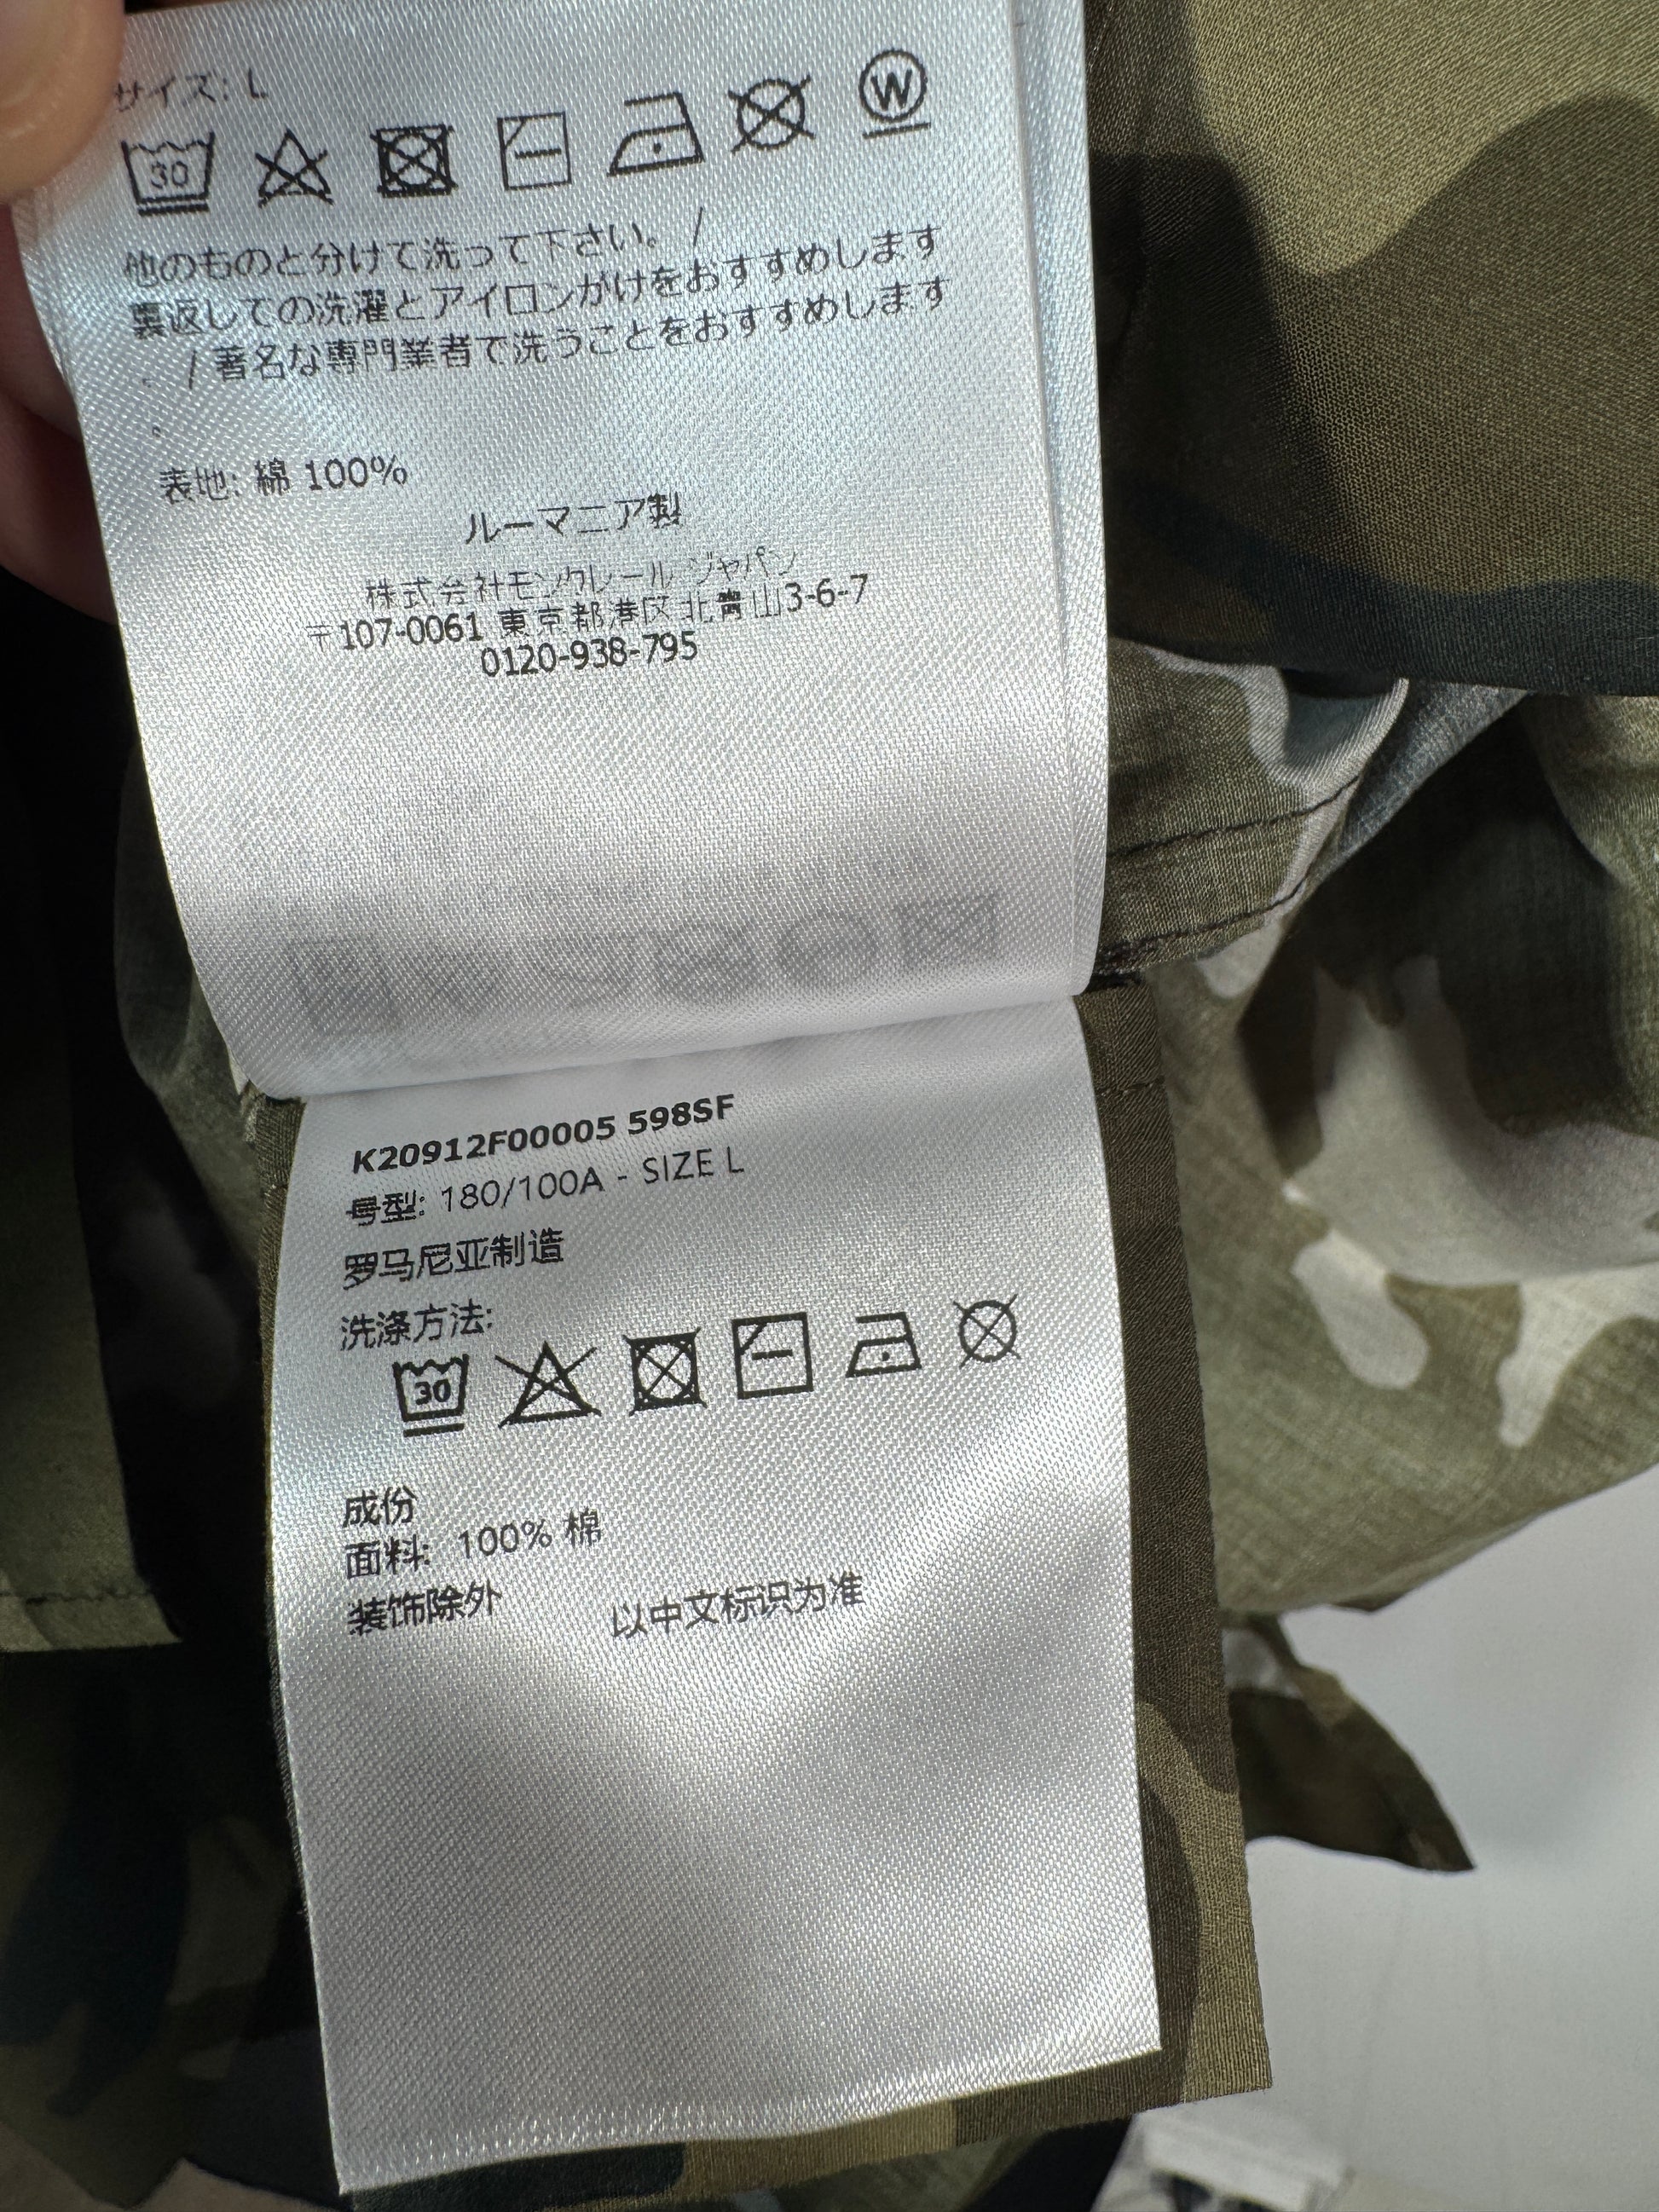 サイズ: L
30
W
他のものと分けて洗って下さい。 /
裏返しての洗濯とアイロンがけをおすすめします
。 / 著名な専門業者で洗うことをおすすめします
。
表地: 綿 100%
ルーマニア製
株式会社モンクレール ジャパン
〒107-0061 東京都港区北青山3-6-7
0120-938-795
K20912F00005 598SF
号型: 180/100A - SIZE L
罗马尼亚制造
洗涤方法:
30
成份
面料: 100% 棉
装饰除外 以中文标识为准